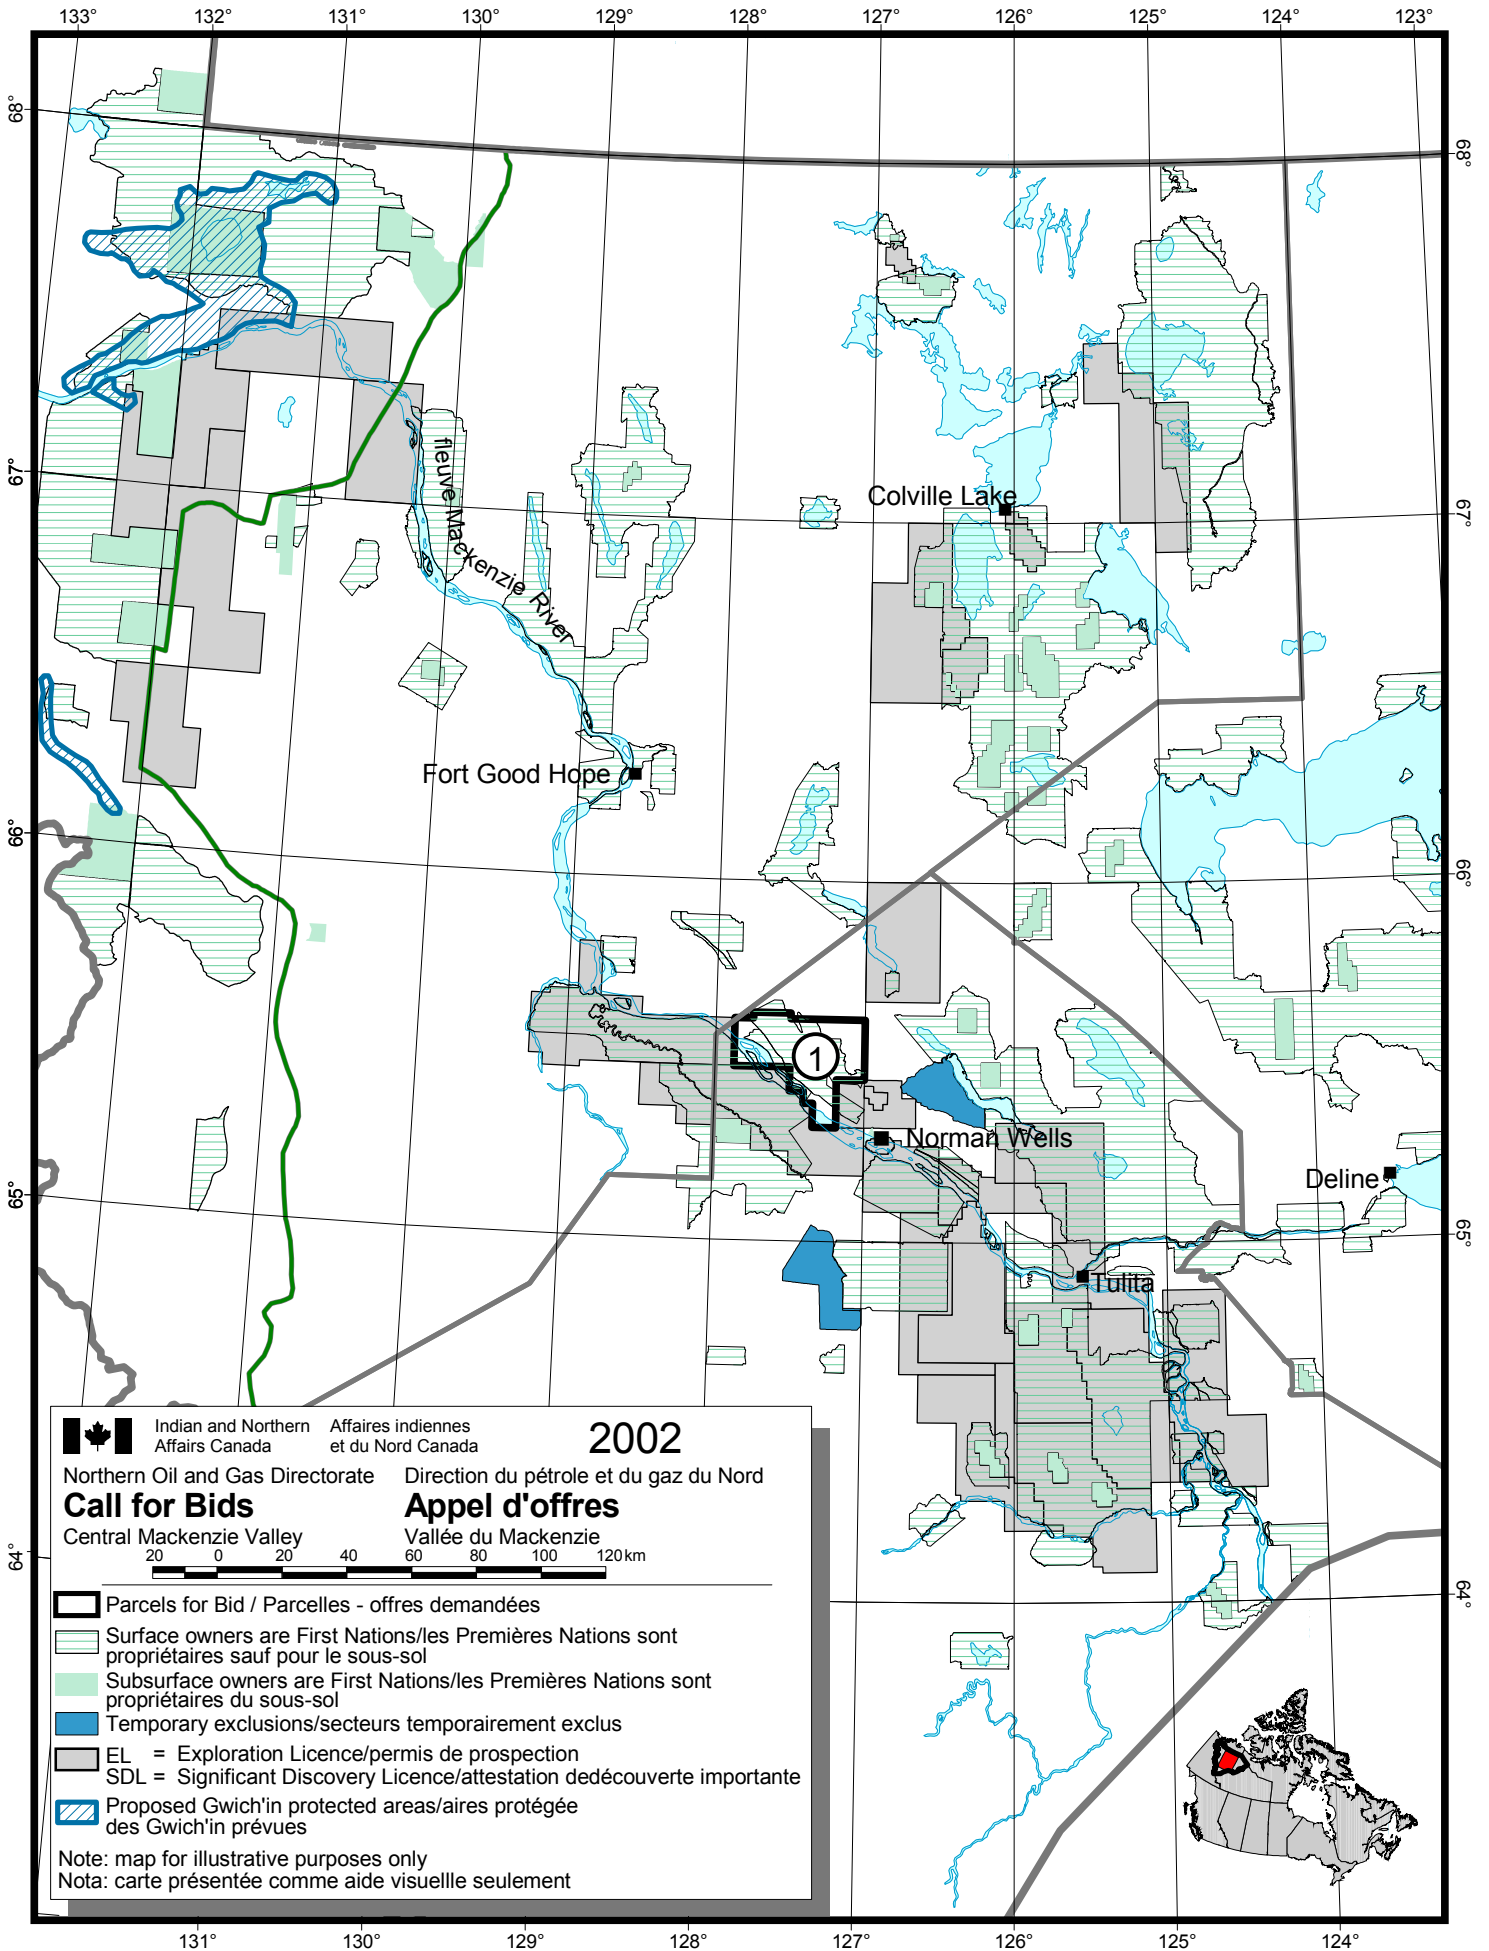 133° 132° 131° 130° 129° 128° 127° 126° 125° 124° 123°
68°
68°
67°
67°
66°
66°
65°
65°
64°
64°
fleuve Mackenzie River
Colville Lake
Fort Good Hope
1
Norman Wells
Deline
Tulita
Indian and Northern
Affairs Canada
Affaires indiennes
et du Nord Canada
2002
Northern Oil and Gas Directorate
Direction du pétrole et du gaz du Nord
Call for Bids
Appel d'offres
Central Mackenzie Valley
Vallée du Mackenzie
20 0 20 40 60 80 100 120 km
Parcels for Bid / Parcelles - offres demandées
Surface owners are First Nations/les Premières Nations sont
propriétaires sauf pour le sous-sol
Subsurface owners are First Nations/les Premières Nations sont
propriétaires du sous-sol
Temporary exclusions/secteurs temporairement exclus
EL = Exploration Licence/permis de prospection
SDL = Significant Discovery Licence/attestation dedécouverte importante
Proposed Gwich'in protected areas/aires protégée
des Gwich'in prévues
Note: map for illustrative purposes only
Nota: carte présentée comme aide visuellle seulement
131° 130° 129° 128° 127° 126° 125° 124°